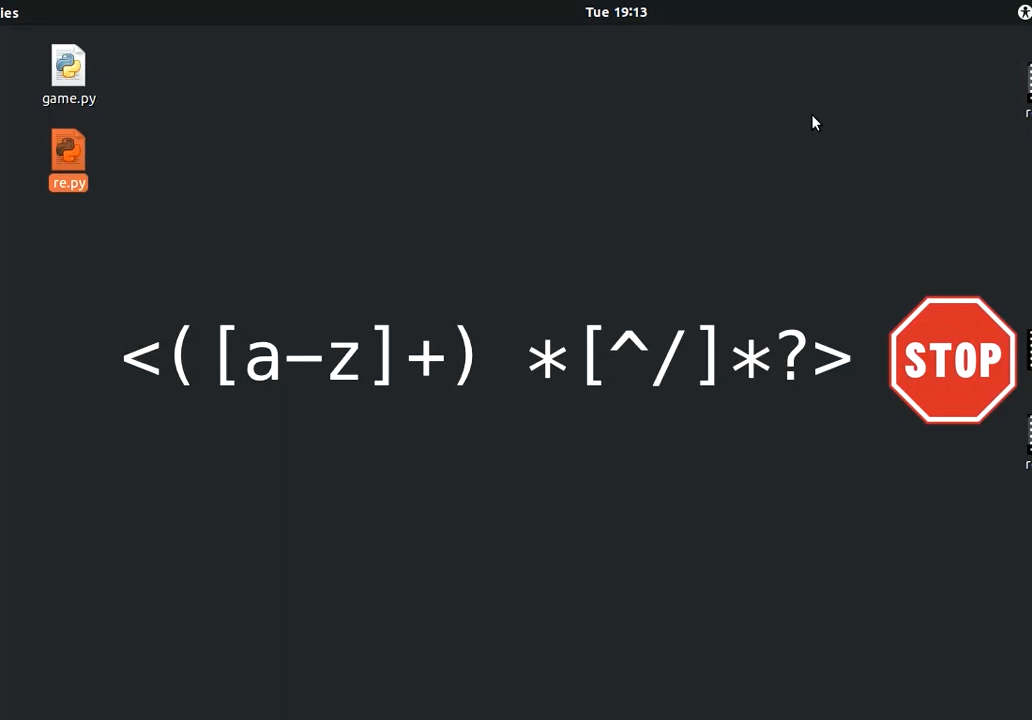 ies
Tue 19:13
game.py
re.py
<([a-z]+) *[^/]*?>
STOP